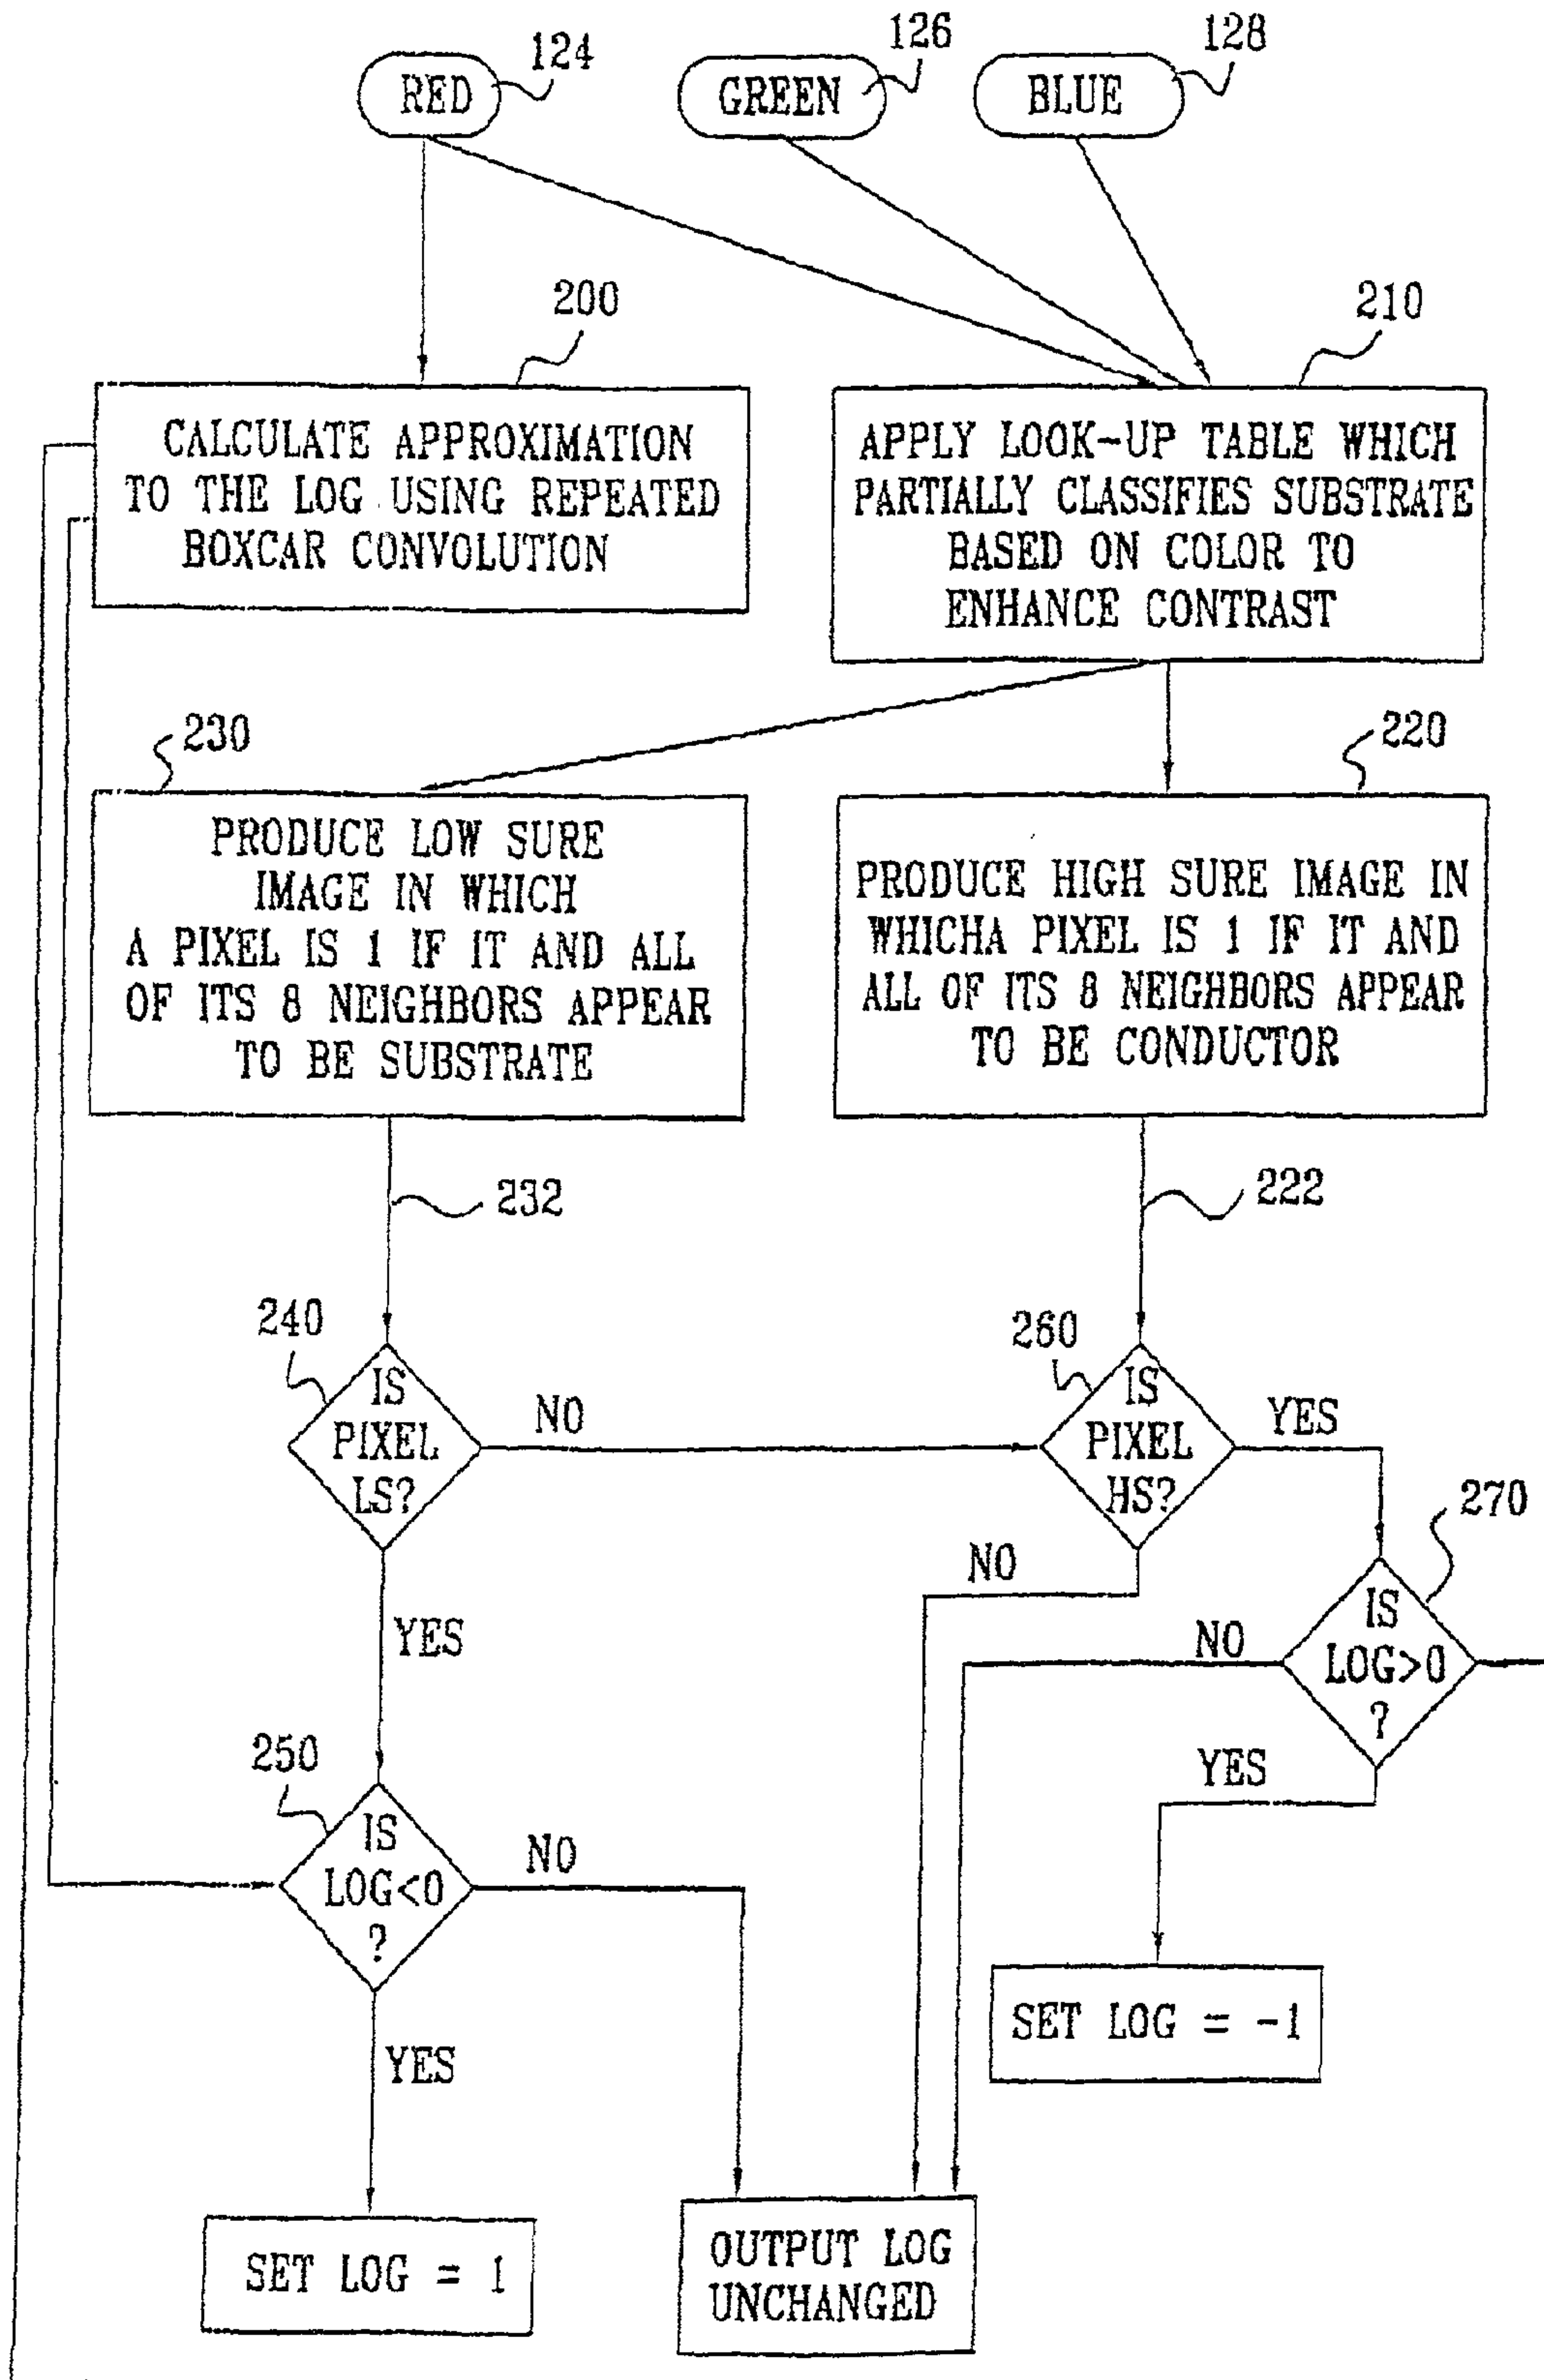 RED
124
GREEN
126
BLUE
128
200
210
CALCULATE APPROXIMATION
TO THE LOG USING REPEATED
BOXCAR CONVOLUTION
APPLY LOOK-UP TABLE WHICH
PARTIALLY CLASSIFIES SUBSTRATE
BASED ON COLOR TO
ENHANCE CONTRAST
230
220
PRODUCE LOW SURE
IMAGE IN WHICH
A PIXEL IS 1 IF IT AND ALL
OF ITS 8 NEIGHBORS APPEAR
TO BE SUBSTRATE
PRODUCE HIGH SURE IMAGE IN
WHICHA PIXEL IS 1 IF IT AND
ALL OF ITS 8 NEIGHBORS APPEAR
TO BE CONDUCTOR
232
222
240
IS
PIXEL
LS?
NO
260
IS
PIXEL
HS?
YES
NO
270
IS
LOG>0
?
NO
YES
YES
250
IS
LOG<0
?
NO
YES
SET LOG = -1
SET LOG = 1
OUTPUT LOG
UNCHANGED